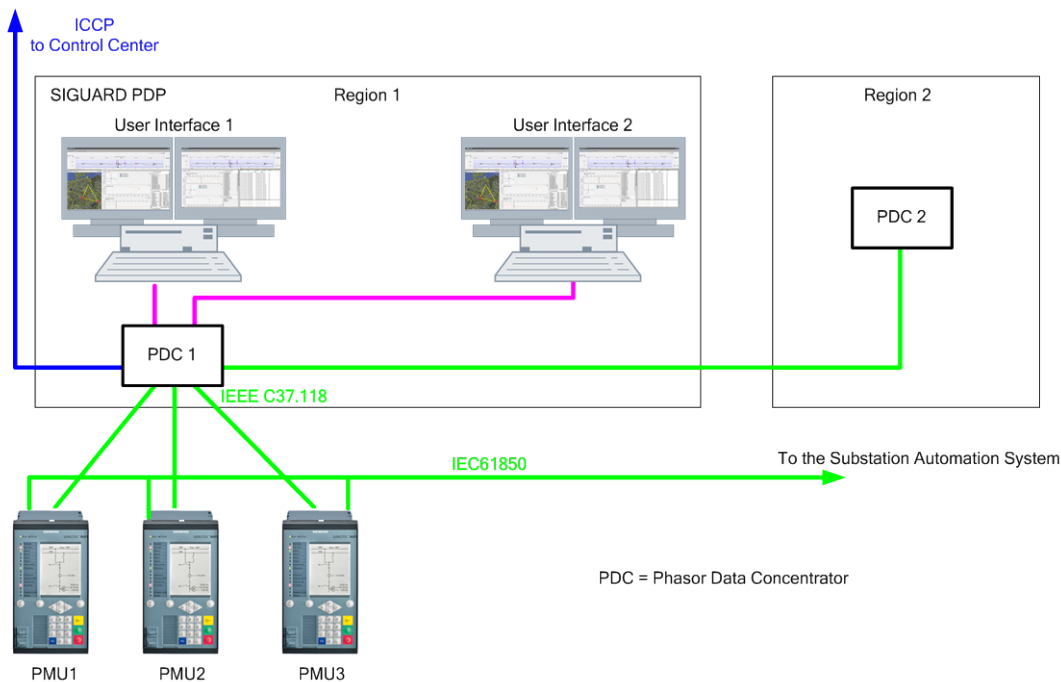 ICCP
to Control Center
SIGUARD PDP
Region 1
Region 2
User Interface 1
User Interface 2
PDC 2
PDC 1
IEEE C37.118
IEC61850
To the Substation Automation System
PDC = Phasor Data Concentrator
PMU1
PMU2
PMU3